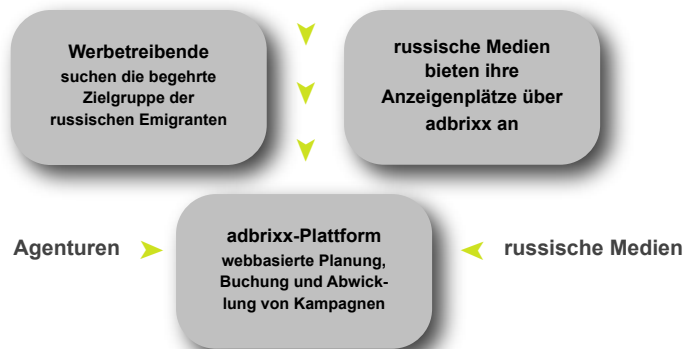 Werbetreibende
suchen die begehrte
Zielgruppe der
russischen Emigranten
russische Medien
bieten ihre
Anzeigenplätze über
adbrixx an
Agenturen
adbrixx-Plattform
webbasierte Planung,
Buchung und Abwick-
lung von Kampagnen
russische Medien